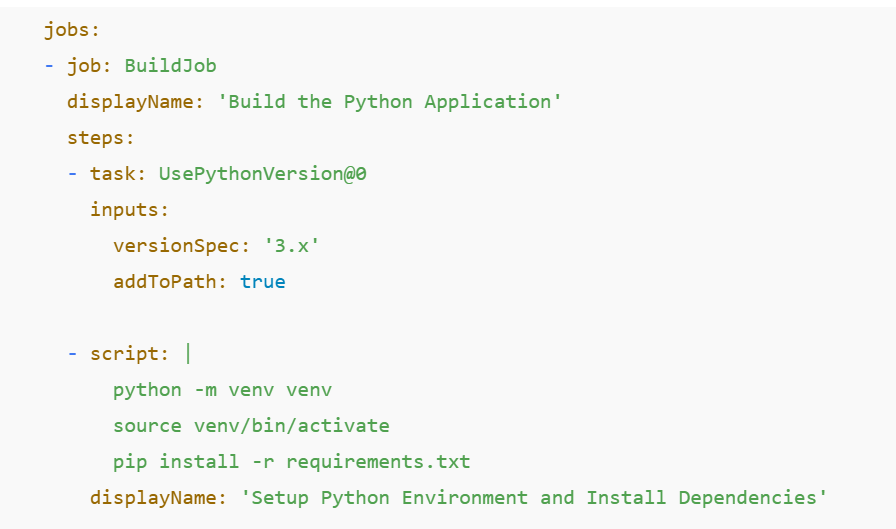 jobs:
- job: BuildJob
  displayName: 'Build the Python Application'
  steps:
  - task: UsePythonVersion@0
    inputs:
      versionSpec: '3.x'
      addToPath: true

  - script: |
      python -m venv venv
      source venv/bin/activate
      pip install -r requirements.txt
    displayName: 'Setup Python Environment and Install Dependencies'